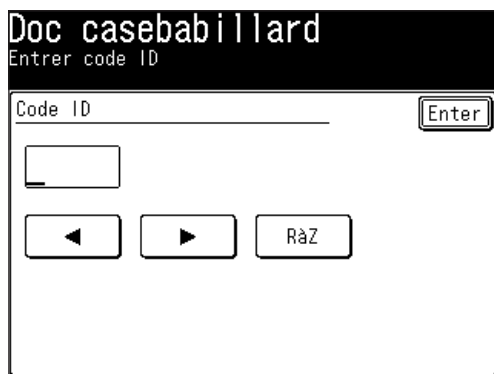 Doc casebabillard
Entrer code ID
Code ID
Enter
RàZ